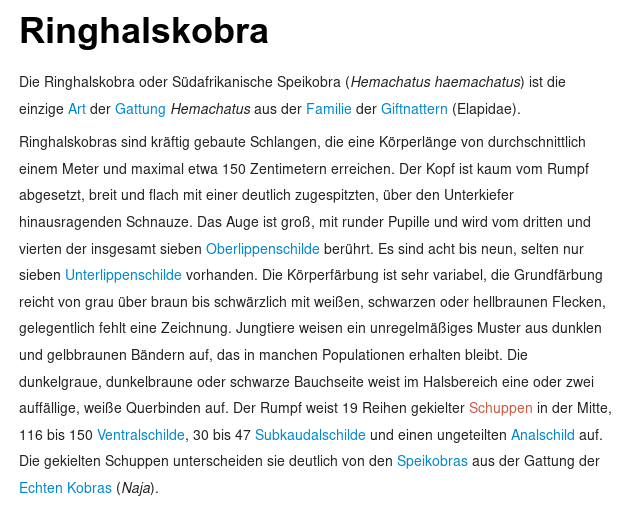 Ringhalskobra
Die Ringhalskobra oder Südafrikanische Speikobra (Hemachatus haemachatus) ist die
einzige Art der Gattung Hemachatus aus der Familie der Giftnattern (Elapidae).
Ringhalskobras sind kräftig gebaute Schlangen, die eine Körperlänge von durchschnittlich
einem Meter und maximal etwa 150 Zentimetern erreichen. Der Kopf ist kaum vom Rumpf
abgesetzt, breit und flach mit einer deutlich zugespitzten, über den Unterkiefer
hinausragenden Schnauze. Das Auge ist groß, mit runder Pupille und wird vom dritten und
vierten der insgesamt sieben Oberlippenschilde berührt. Es sind acht bis neun, selten nur
sieben Unterlippenschilde vorhanden. Die Körperfärbung ist sehr variabel, die Grundfärbung
reicht von grau über braun bis schwärzlich mit weißen, schwarzen oder hellbraunen Flecken,
gelegentlich fehlt eine Zeichnung. Jungtiere weisen ein unregelmäßiges Muster aus dunklen
und gelbbraunen Bändern auf, das in manchen Populationen erhalten bleibt. Die
dunkelgraue, dunkelbraune oder schwarze Bauchseite weist im Halsbereich eine oder zwei
auffällige, weiße Querbinden auf. Der Rumpf weist 19 Reihen gekielter Schuppen in der Mitte,
116 bis 150 Ventralschilde, 30 bis 47 Subkaudalschilde und einen ungeteilten Analschild auf.
Die gekielten Schuppen unterscheiden sie deutlich von den Speikobras aus der Gattung der
Echten Kobras (Naja).